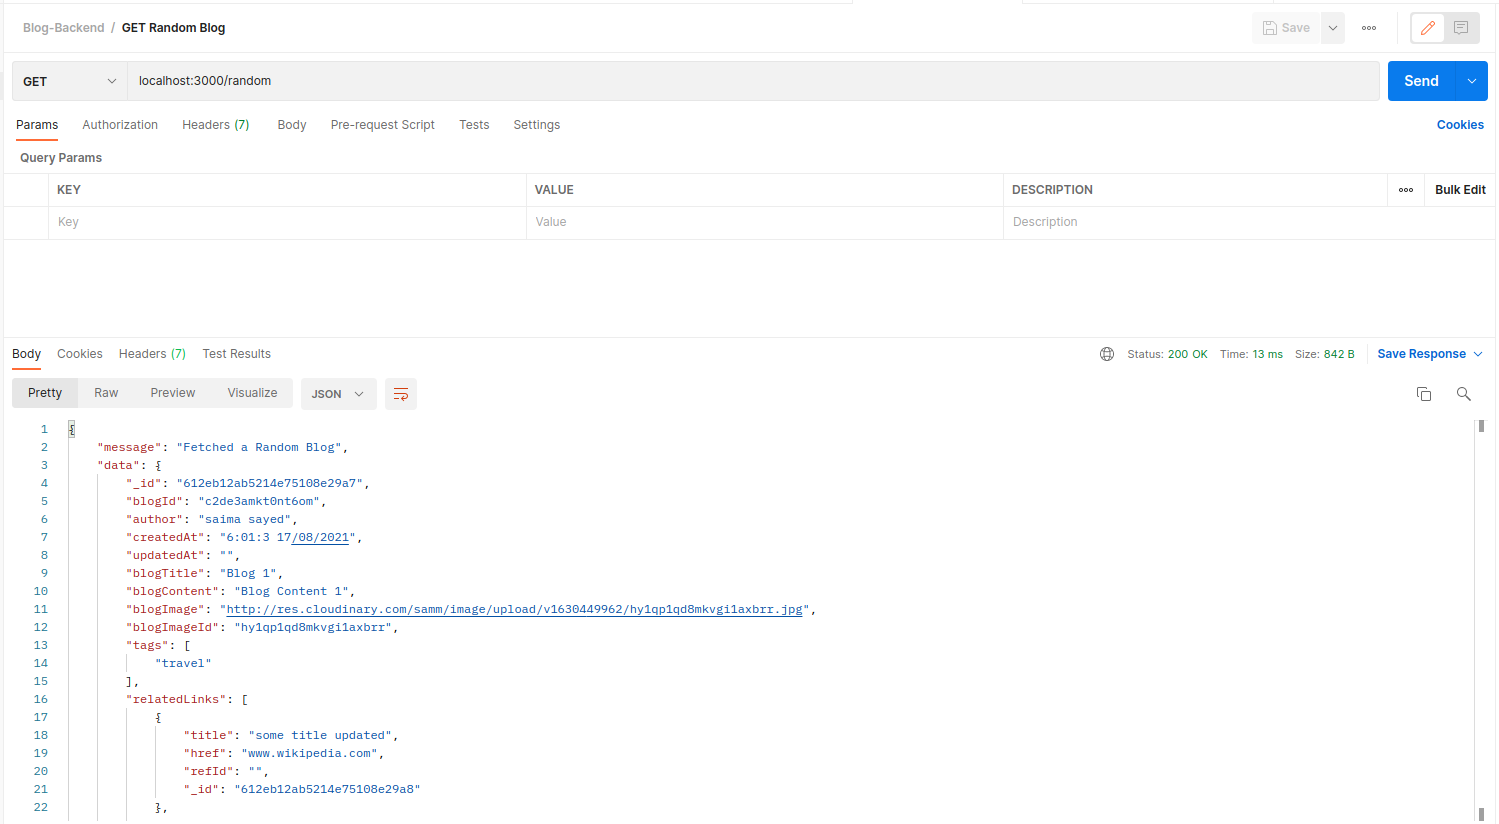 Blog-Backend / GET Random Blog
Save
GET
localhost:3000/random
Send
Params Authorization Headers (7) Body Pre-request Script Tests Settings Cookies
Query Params
KEY VALUE DESCRIPTION ooo Bulk Edit
Key Value Description
Body Cookies Headers (7) Test Results Status: 200 OK Time: 13 ms Size: 842 B Save Response
Pretty Raw Preview Visualize JSON
1 {
2 "message": "Fetched a Random Blog",
3 "data": {
4 "_id": "612eb12ab5214e75108e29a7",
5 "blogId": "c2de3amkt0nt6om",
6 "author": "saima sayed",
7 "createdAt": "6:01:3 17/08/2021",
8 "updatedAt": "",
9 "blogTitle": "Blog 1",
10 "blogContent": "Blog Content 1",
11 "blogImage": "http://res.cloudinary.com/samm/image/upload/v1630449962/hy1qp1qd8mkvgi1axbrr.jpg",
12 "blogImageId": "hy1qp1qd8mkvgi1axbrr",
13 "tags": [
14 "travel"
15 ],
16 "relatedLinks": [
17 {
18 "title": "some title updated",
19 "href": "www.wikipedia.com",
20 "refId": "",
21 "_id": "612eb12ab5214e75108e29a8"
22 },